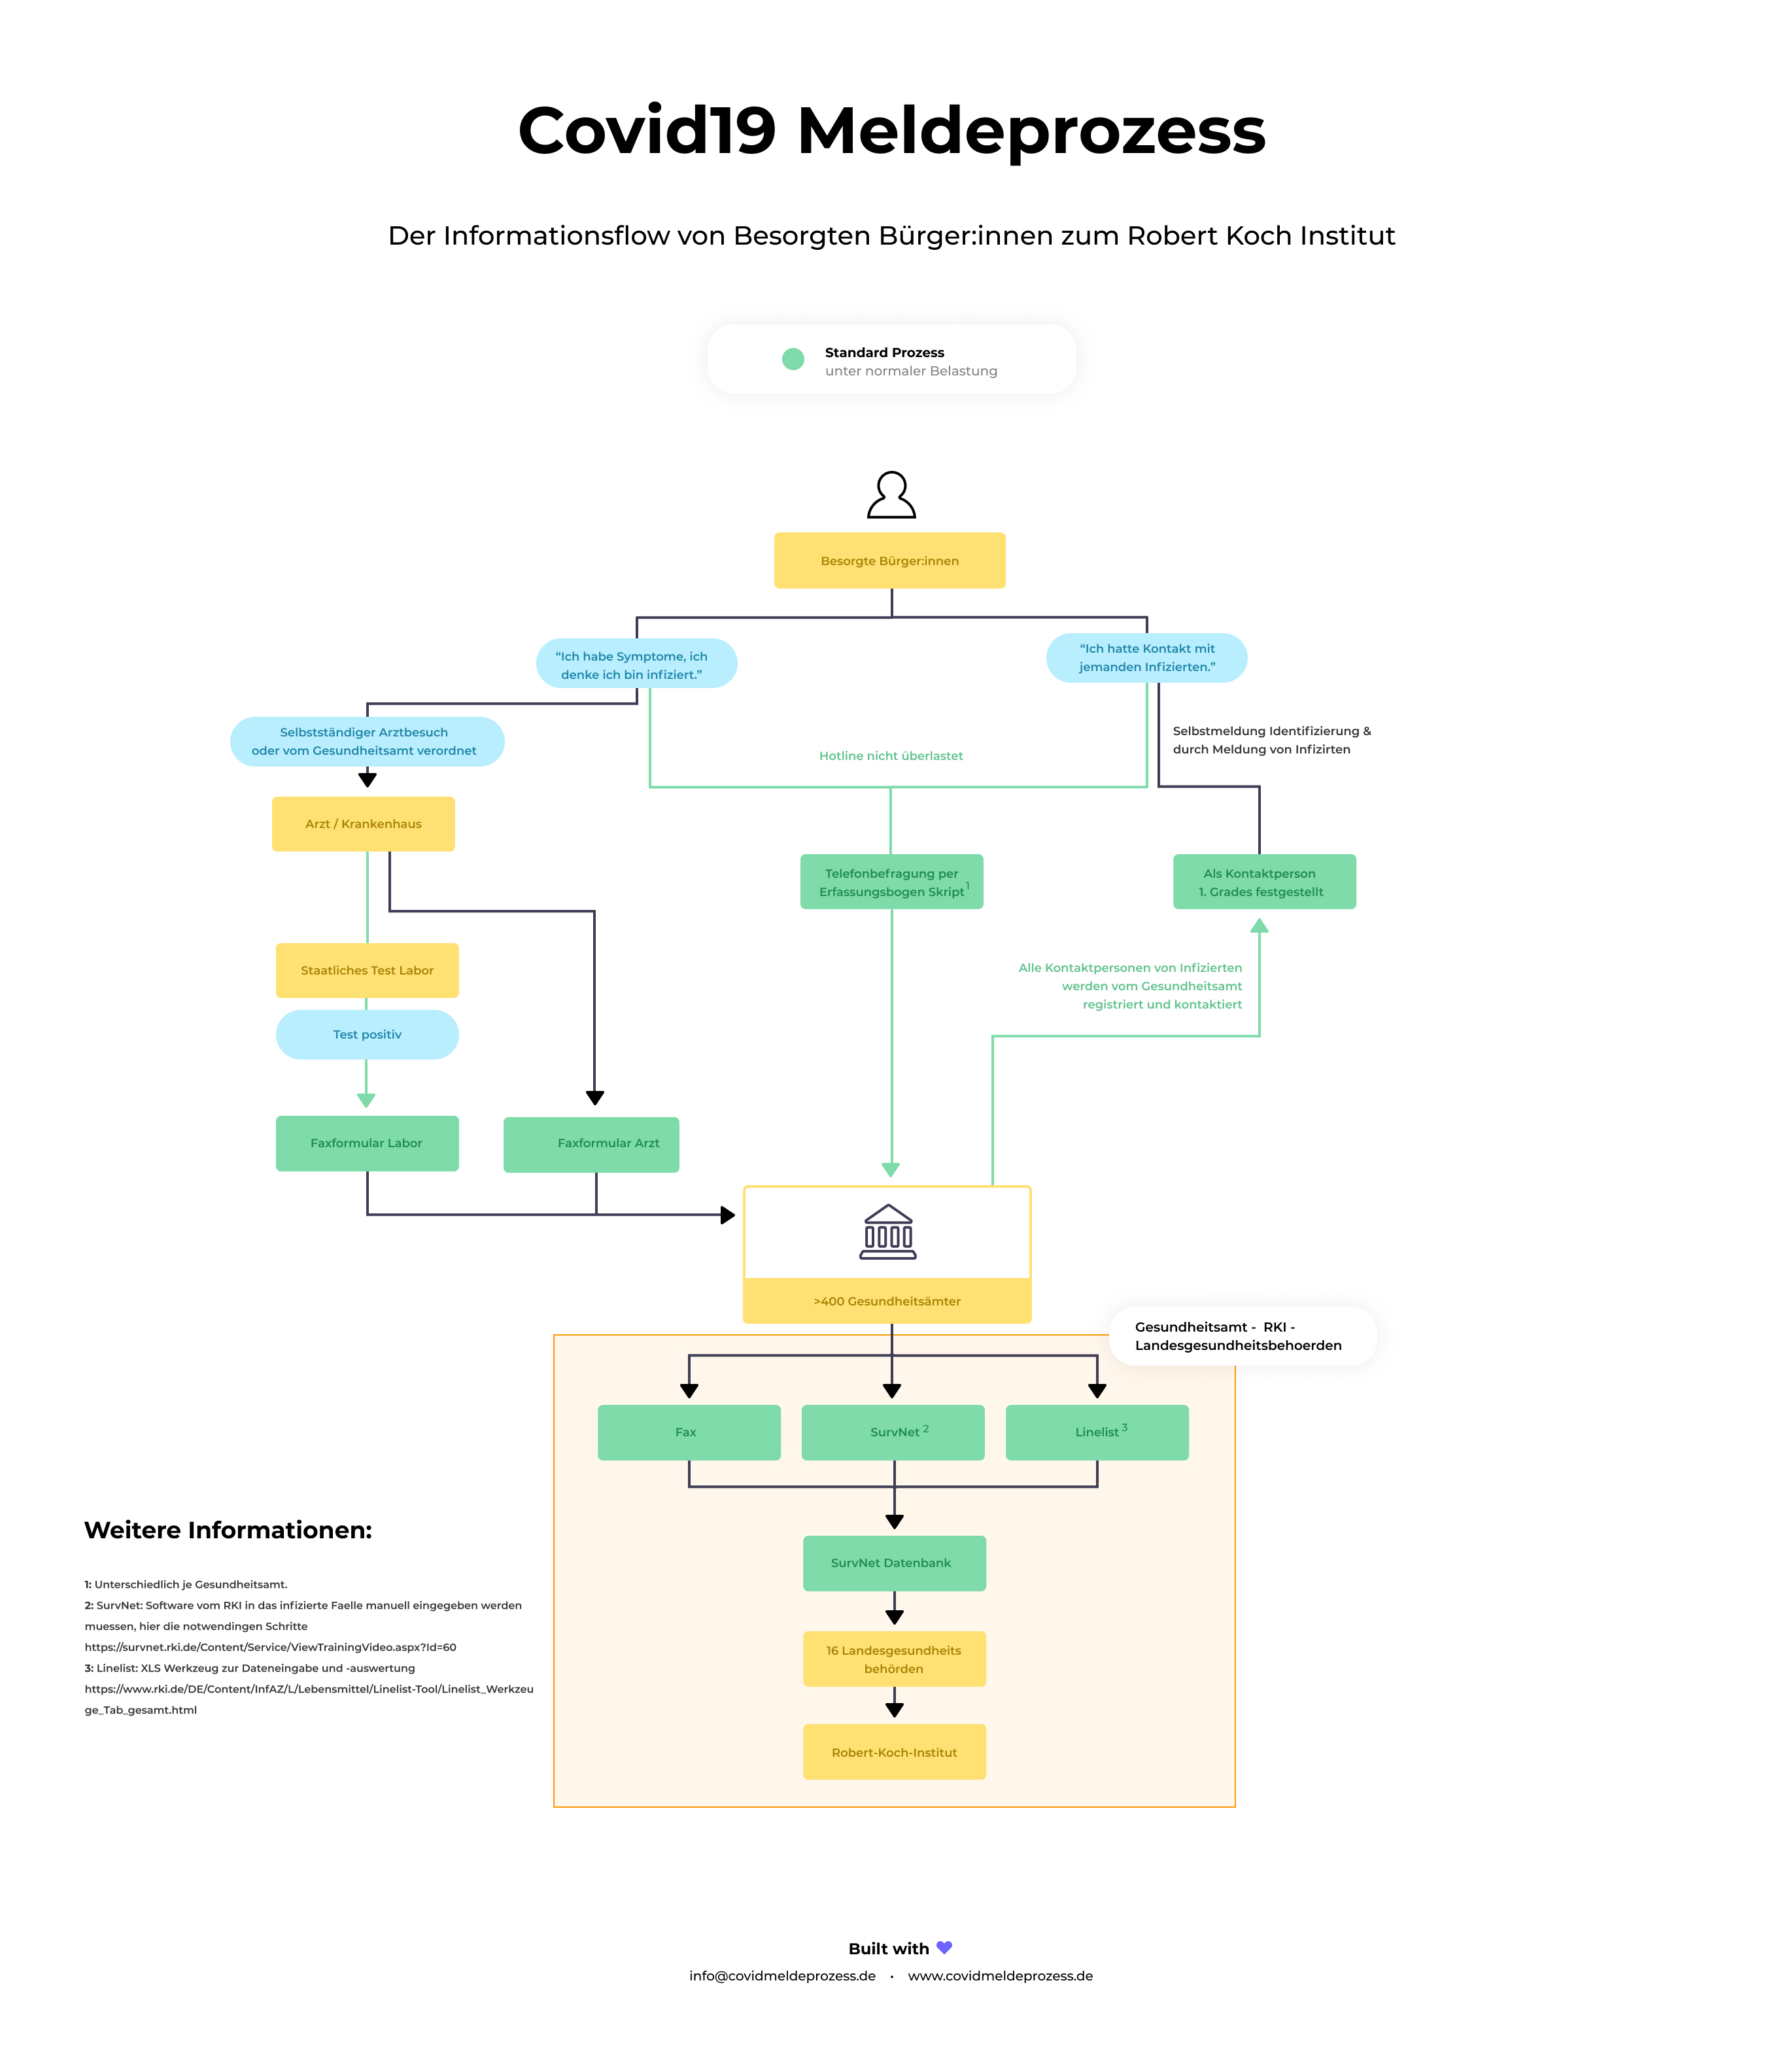 Covid19 Meldeprozess
Der Informationsflow von Besorgten Bürger:innen zum Robert Koch Institut
Standard Prozess
unter normaler Belastung
Besorgte Bürger:innen
“Ich habe Symptome, ich
denke ich bin infiziert.”
“Ich hatte Kontakt mit
jemanden Infizierten.”
Selbstständiger Arztbesuch
oder vom Gesundheitsamt verordnet
Hotline nicht überlastet
Selbstmeldung Identifizierung &
durch Meldung von Infizirten
Arzt / Krankenhaus
Telefonbefragung per
Erfassungsbogen Skript 1
Als Kontaktperson
1. Grades festgestellt
Staatliches Test Labor
Alle Kontaktpersonen von Infizierten
werden vom Gesundheitsamt
registriert und kontaktiert
Test positiv
Faxformular Labor
Faxformular Arzt
>400 Gesundheitsämter
Gesundheitsamt - RKI -
Landesgesundheitsbehoerden
Fax
SurvNet 2
Linelist 3
SurvNet Datenbank
16 Landesgesundheits
behörden
Robert-Koch-Institut
Weitere Informationen:
1: Unterschiedlich je Gesundheitsamt.
2: SurvNet: Software vom RKI in das infizierte Faelle manuell eingegeben werden
muessen, hier die notwendingen Schritte
https://survnet.rki.de/Content/Service/ViewTrainingVideo.aspx?Id=60
3: Linelist: XLS Werkzeug zur Dateneingabe und -auswertung
https://www.rki.de/DE/Content/InfAZ/L/Lebensmittel/Linelist-Tool/Linelist_Werkzeu
ge_Tab_gesamt.html
Built with
info@covidmeldeprozess.de • www.covidmeldeprozess.de